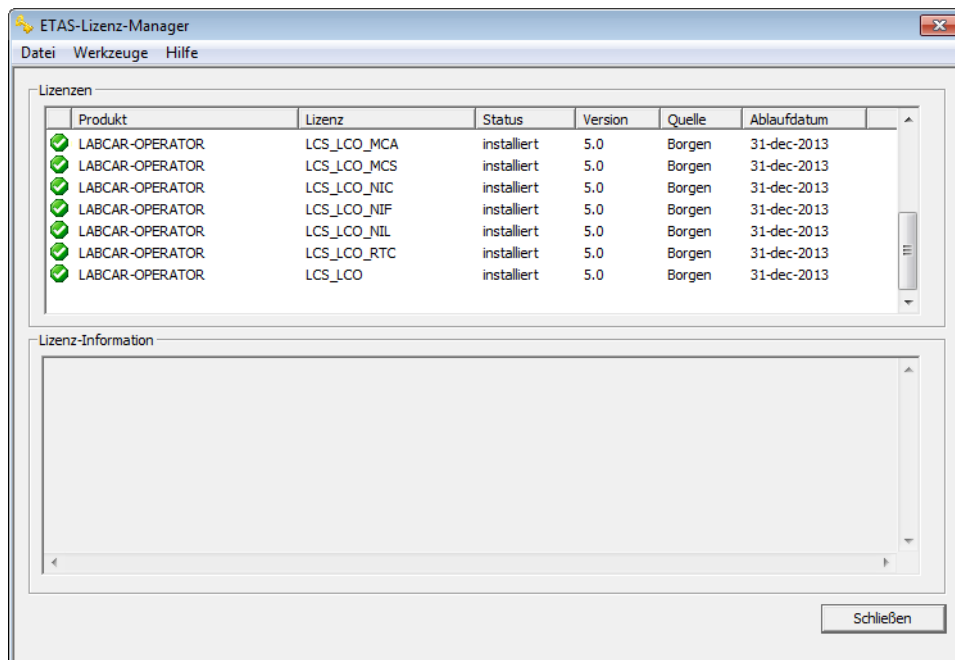 ETAS-Lizenz-Manager
Datei Werkzeuge Hilfe
Lizenzen
Produkt Lizenz Status Version Quelle Ablaufdatum
LABCAR-OPERATOR LCS_LCO_MCA installiert 5.0 Borgen 31-dec-2013
LABCAR-OPERATOR LCS_LCO_MCS installiert 5.0 Borgen 31-dec-2013
LABCAR-OPERATOR LCS_LCO_NIC installiert 5.0 Borgen 31-dec-2013
LABCAR-OPERATOR LCS_LCO_NIF installiert 5.0 Borgen 31-dec-2013
LABCAR-OPERATOR LCS_LCO_NIL installiert 5.0 Borgen 31-dec-2013
LABCAR-OPERATOR LCS_LCO_RTC installiert 5.0 Borgen 31-dec-2013
LABCAR-OPERATOR LCS_LCO installiert 5.0 Borgen 31-dec-2013
Lizenz-Information
Schließen